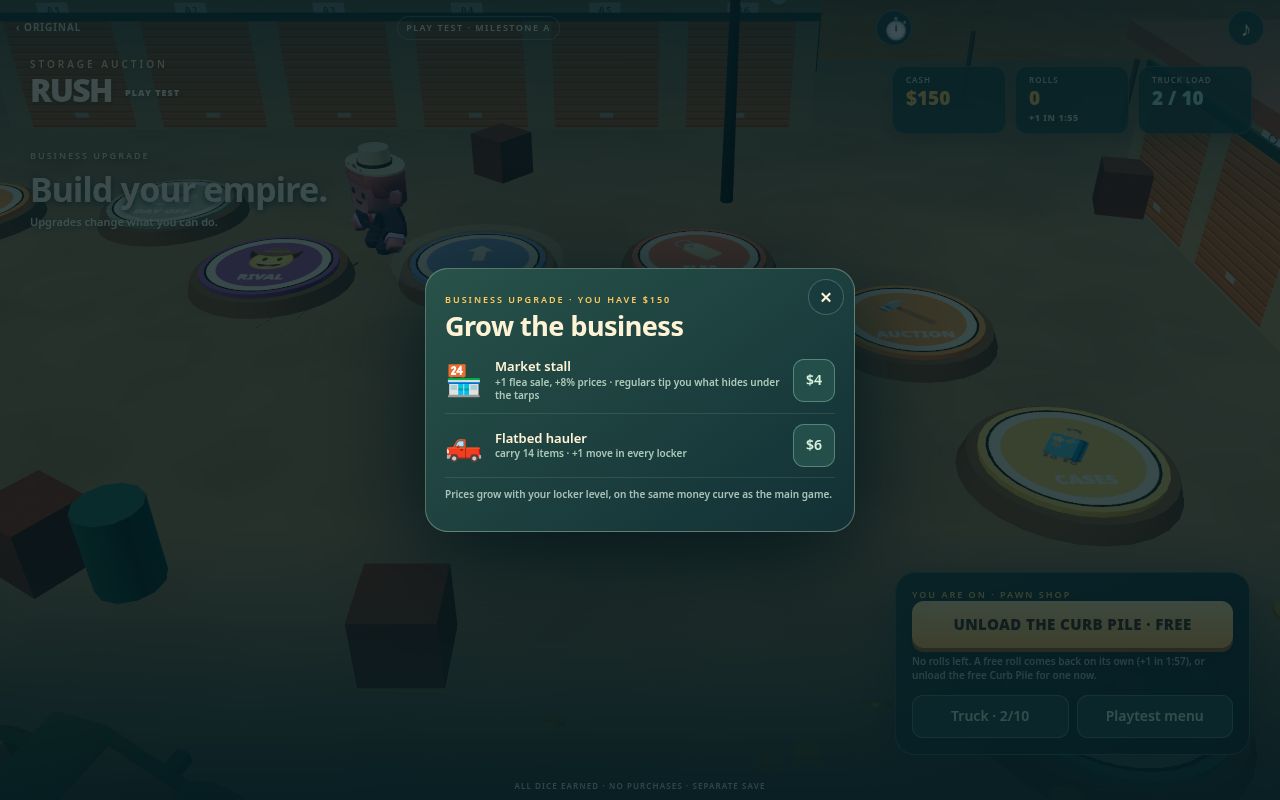 D1 D2 D3 D4 D5
‹ ORIGINAL
PLAY TEST · MILESTONE A
STORAGE AUCTION
RUSH PLAY TEST
CASH
$150
ROLLS
0
+1 IN 1:55
TRUCK LOAD
2 / 10
BUSINESS UPGRADE
Build your empire.
Upgrades change what you can do.
RIVAL
AUCTION
CASES
BUSINESS UPGRADE · YOU HAVE $150
Grow the business
✕
24
Market stall
+1 flea sale, +8% prices · regulars tip you what hides under
the tarps
$4
Flatbed hauler
carry 14 items · +1 move in every locker
$6
Prices grow with your locker level, on the same money curve as the main game.
YOU ARE ON · PAWN SHOP
UNLOAD THE CURB PILE · FREE
No rolls left. A free roll comes back on its own (+1 in 1:57), or
unload the free Curb Pile for one now.
Truck · 2/10
Playtest menu
ALL DICE EARNED · NO PURCHASES · SEPARATE SAVE